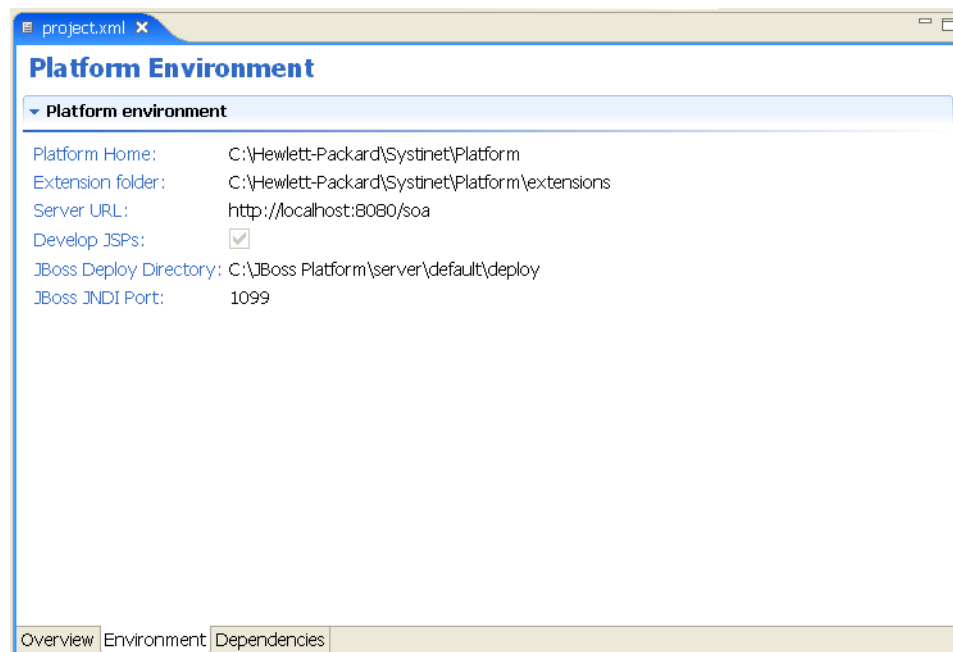 project.xml
Platform Environment
Platform environment
Platform Home: C:\Hewlett-Packard\Systinet\Platform
Extension folder: C:\Hewlett-Packard\Systinet\Platform\extensions
Server URL: http://localhost:8080/soa
Develop JSPs:
JBoss Deploy Directory: C:\JBoss Platform\server\default\deploy
JBoss JNDI Port: 1099
Overview Environment Dependencies